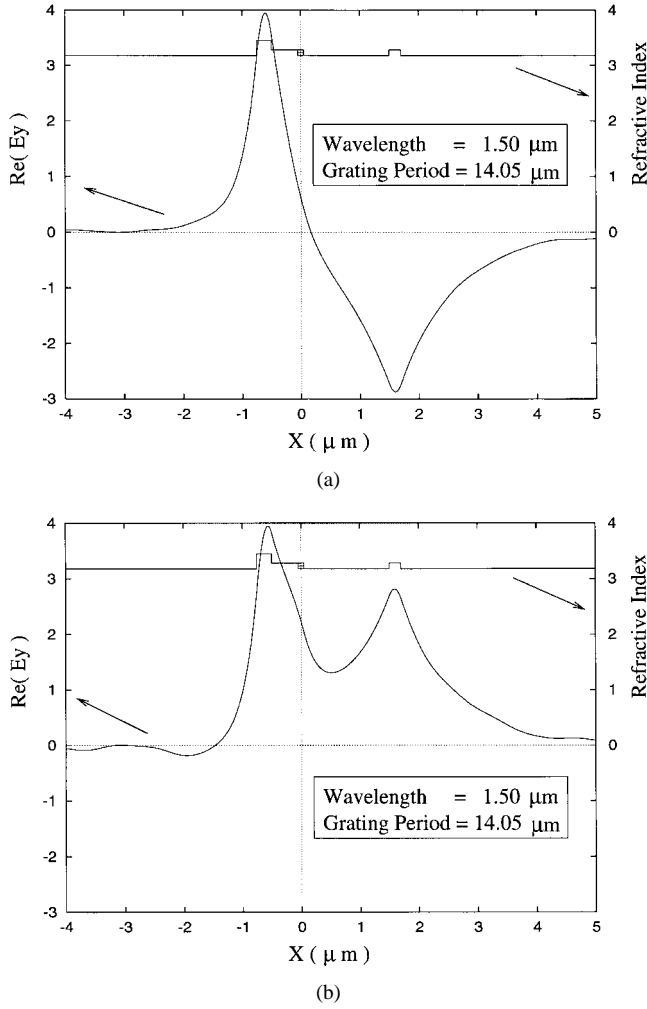 4
3
2
1
0
-1
-2
-3
Re( Ey )
4
3
2
1
0
Refractive Index
Wavelength = 1.50 μm
Grating Period = 14.05 μm
-4 -3 -2 -1 0 1 2 3 4 5
X ( μ m )
(a)
4
3
2
1
0
-1
-2
-3
Re( Ey )
4
3
2
1
0
Refractive Index
Wavelength = 1.50 μm
Grating Period = 14.05 μm
-4 -3 -2 -1 0 1 2 3 4 5
X ( μ m )
(b)